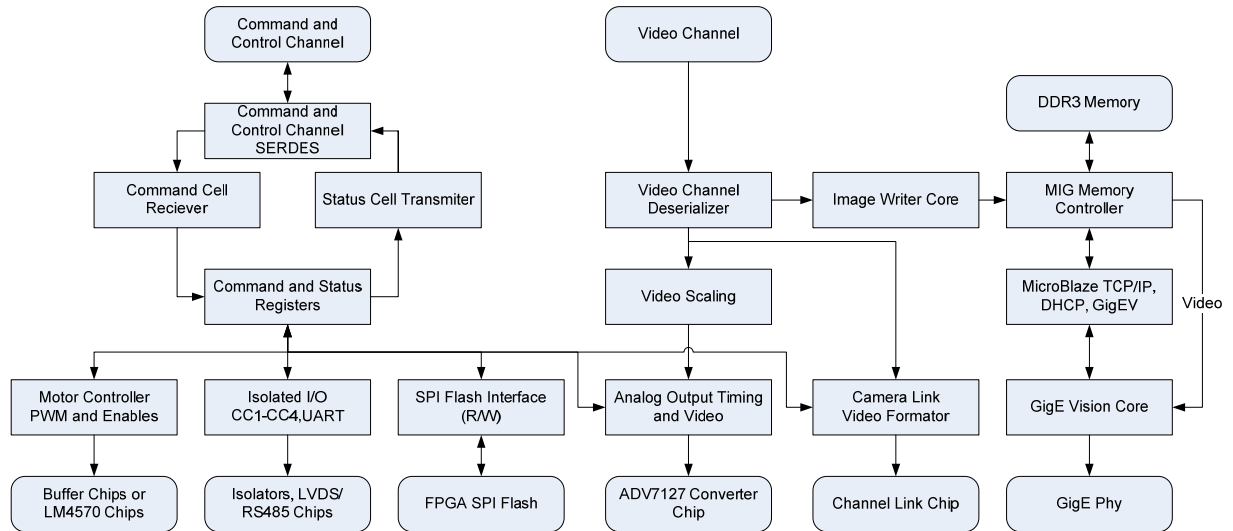 Command and
Control Channel
Video Channel
DDR3 Memory
Command and
Control Channel
SERDES
Command Cell
Reciever
Status Cell Transmiter
Video Channel
Deserializer
Image Writer Core
MIG Memory
Controller
Command and Status
Registers
Video Scaling
MicroBlaze TCP/IP,
DHCP, GigEV
Video
Motor Controller
PWM and Enables
Isolated I/O
CC1-CC4,UART
SPI Flash Interface
(R/W)
Analog Output Timing
and Video
Camera Link
Video Formator
GigE Vision Core
Buffer Chips or
LM4570 Chips
Isolators, LVDS/
RS485 Chips
FPGA SPI Flash
ADV7127 Converter
Chip
Channel Link Chip
GigE Phy